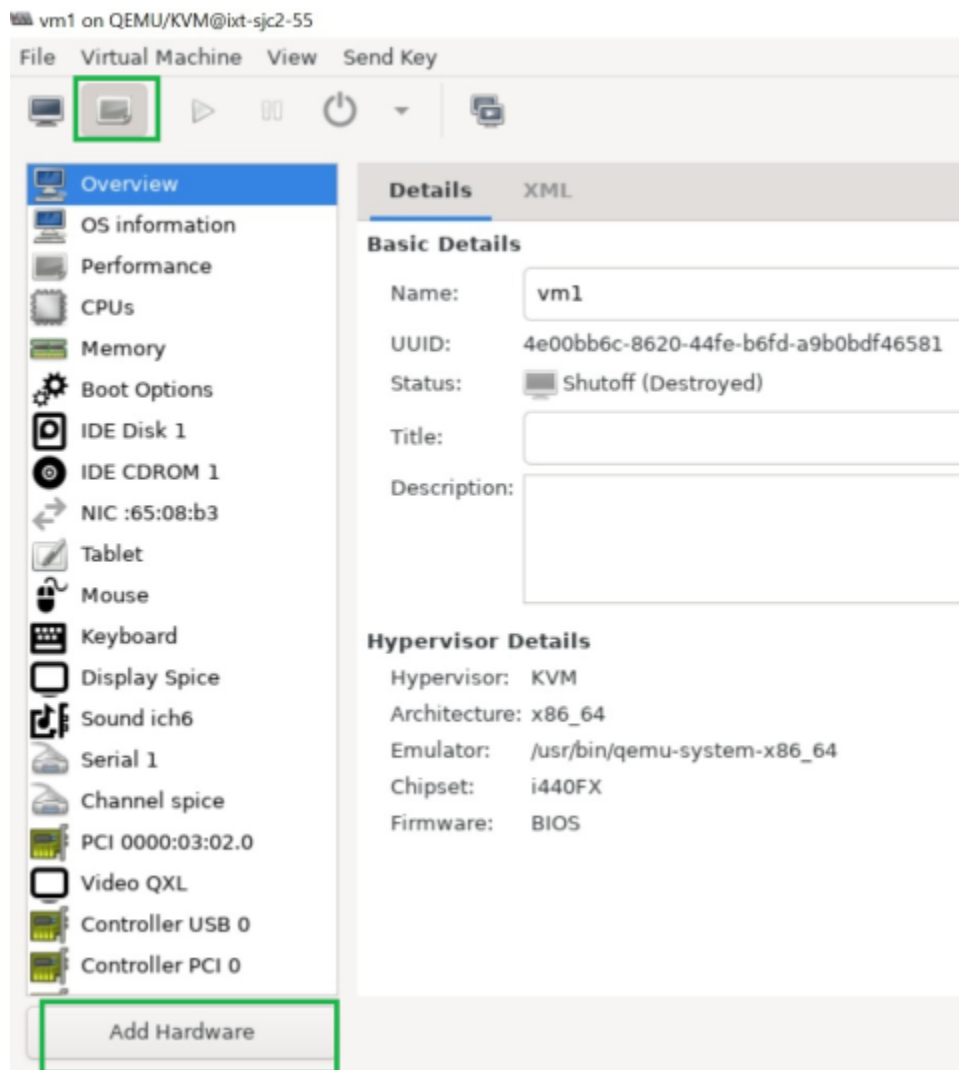 vm1 on QEMU/KVM@ixt-sjc2-55
File Virtual Machine View Send Key
Overview
OS information
Performance
CPUs
Memory
Boot Options
IDE Disk 1
IDE CDROM 1
NIC :65:08:b3
Tablet
Mouse
Keyboard
Display Spice
Sound ich6
Serial 1
Channel spice
PCI 0000:03:02.0
Video QXL
Controller USB 0
Controller PCI 0
Add Hardware
Details XML
Basic Details
Name: vm1
UUID: 4e00bb6c-8620-44fe-b6fd-a9b0bdf46581
Status: Shutoff (Destroyed)
Title:
Description:
Hypervisor Details
Hypervisor: KVM
Architecture: x86_64
Emulator: /usr/bin/qemu-system-x86_64
Chipset: i440FX
Firmware: BIOS